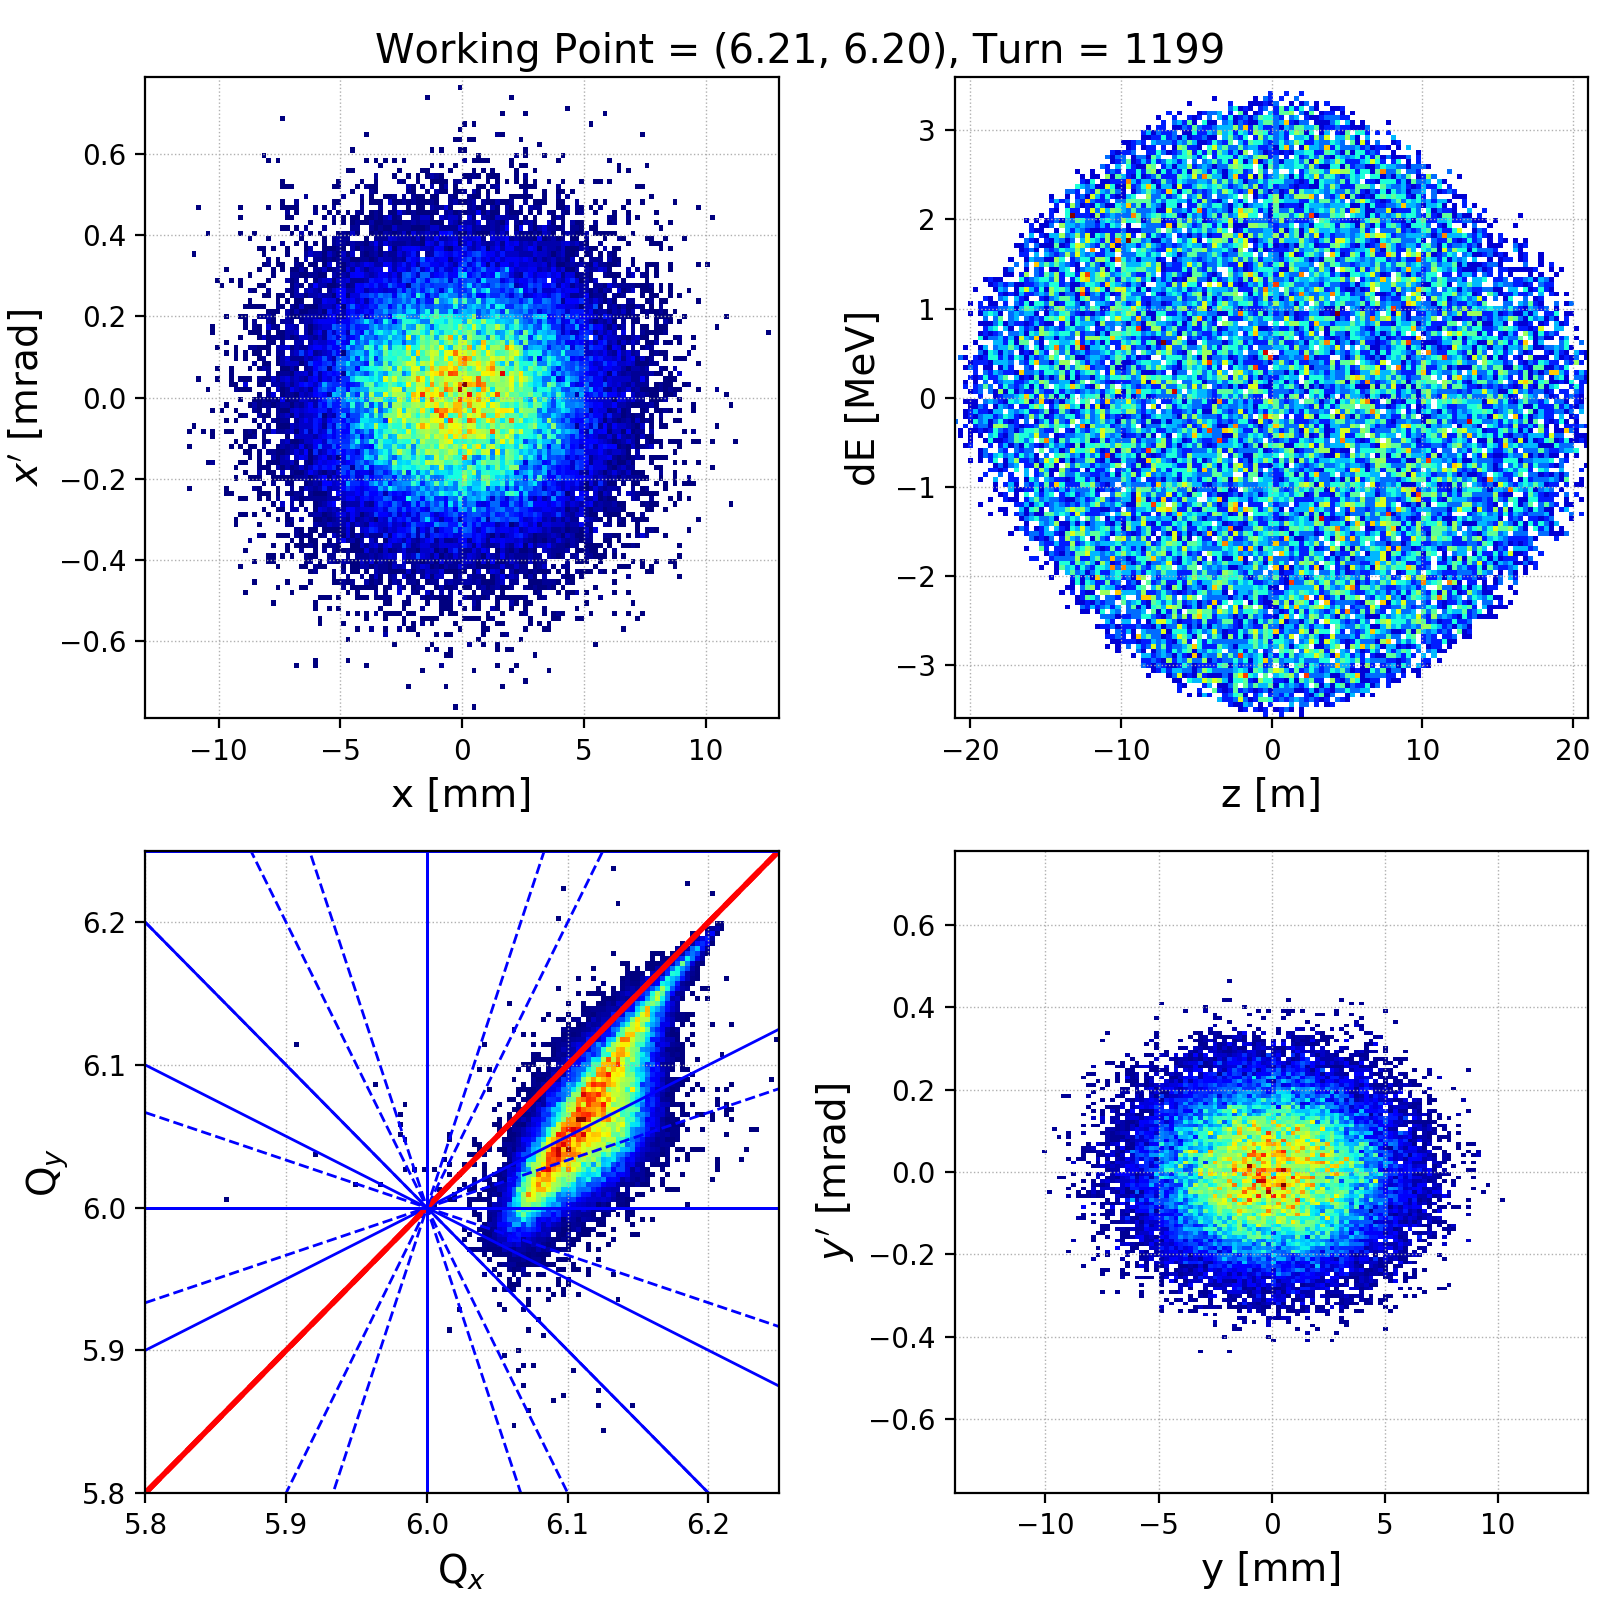 Working Point = (6.21, 6.20), Turn = 1199
0.6
0.4
0.2
0.0
−0.2
−0.4
−0.6
x′ [mrad]
−10 −5 0 5 10
x [mm]
3
2
1
0
−1
−2
−3
dE [MeV]
−20 −10 0 10 20
z [m]
6.2
6.1
6.0
5.9
5.8
Qy
5.8 5.9 6.0 6.1 6.2
Qx
0.6
0.4
0.2
0.0
−0.2
−0.4
−0.6
y′ [mrad]
−10 −5 0 5 10
y [mm]